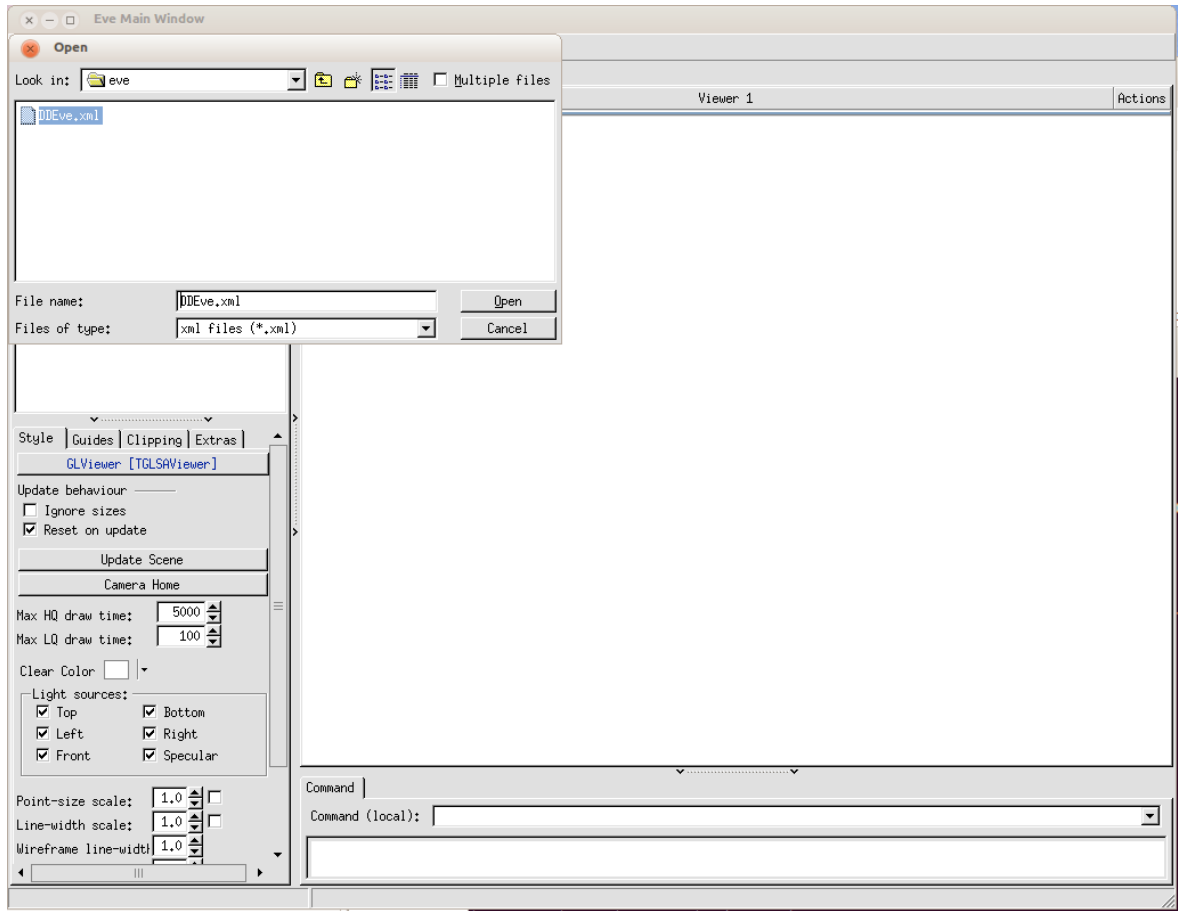 Eve Main Window
Open
Look in: eve Multiple files
Viewer 1 Actions
DDEve.xml
File name: DDEve.xml Open
Files of type: xml files (*.xml) Cancel
Style Guides Clipping Extras
GLViewer [TGLSAViewer]
Update behaviour
Ignore sizes
Reset on update
Update Scene
Camera Home
Max HQ draw time: 5000
Max LQ draw time: 100
Clear Color
Light sources:
Top Bottom
Left Right
Front Specular
Command
Point-size scale: 1.0
Command (local):
Line-width scale: 1.0
Wireframe line-widt 1.0